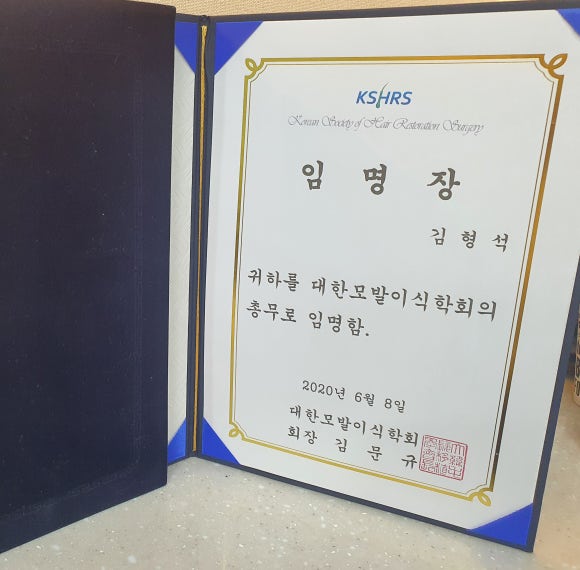 KSHRS
Korean Society of Hair Restoration Surgery
임 명 장
김 형 석
귀하를 대한모발이식학회의
총무로 임명함.
2020년 6월 8일
대한모발이식학회
회장 김 문 규